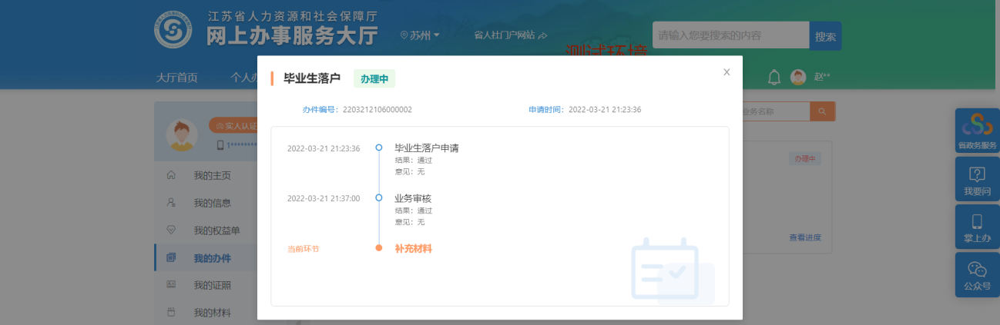 江苏省人力资源和社会保障厅
网上办事服务大厅
苏州
省人社门户网站
请输入您要搜索的内容
搜索
测试环境
大厅首页
个人办
赵**
毕业生落户
办理中
办件编号：2203212106000002
申请时间：2022-03-21 21:23:36
2022-03-21 21:23:36
毕业生落户申请
结果：通过
意见：无
2022-03-21 21:37:00
业务审核
结果：通过
意见：无
当前环节
补充材料
实人认证
1********
我的主页
我的信息
我的权益单
我的办件
我的证照
我的材料
业务名称
办理中
查看进度
省政务服务
我要问
掌上办
公众号